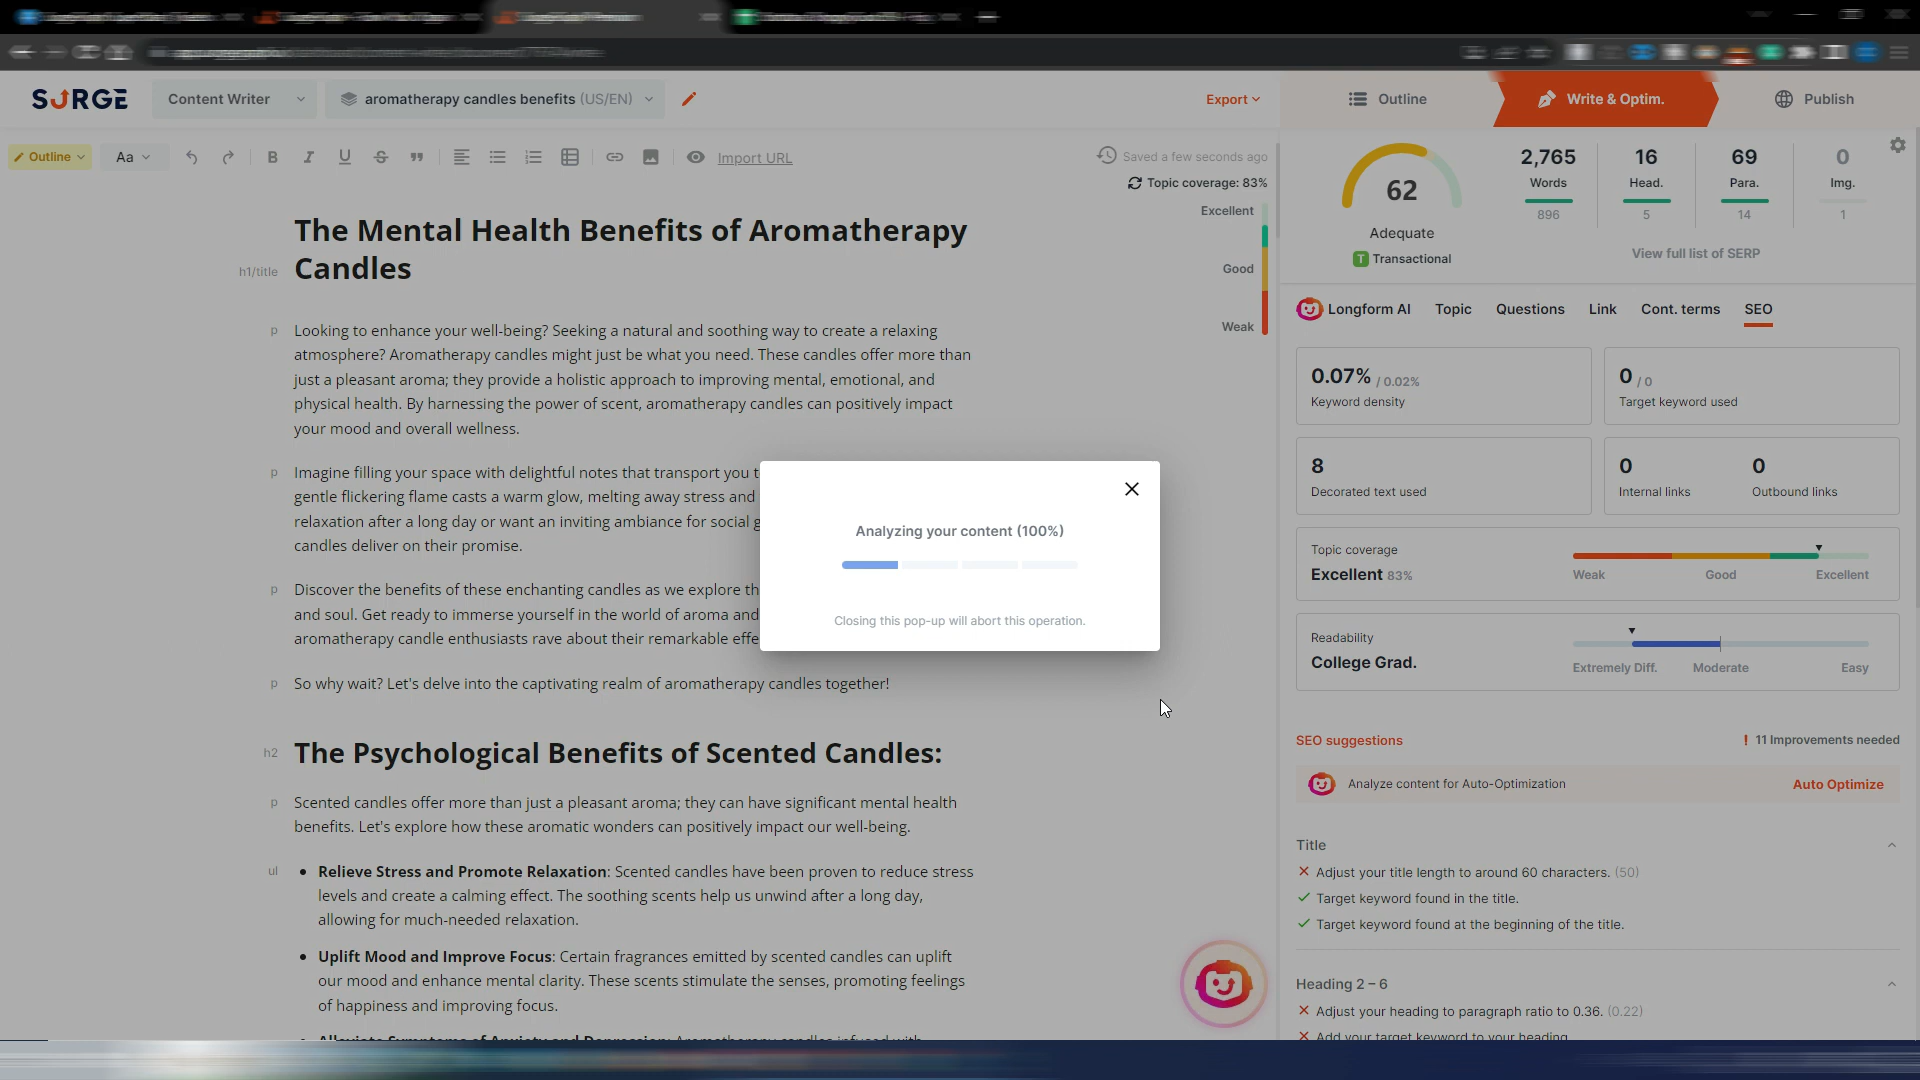 SURGE
Content Writer
aromatherapy candles benefits (US/EN)
Export
Outline
Write & Optim.
Publish
Outline
Aa
B
I
U
S
Import URL
Saved a few seconds ago
Topic coverage: 83%
Excellent
Good
Weak
h1/title
The Mental Health Benefits of Aromatherapy
Candles
p
Looking to enhance your well-being? Seeking a natural and soothing way to create a relaxing
atmosphere? Aromatherapy candles might just be what you need. These candles offer more than
just a pleasant aroma; they provide a holistic approach to improving mental, emotional, and
physical health. By harnessing the power of scent, aromatherapy candles can positively impact
your mood and overall wellness.
p
Imagine filling your space with delightful notes that transport you
gentle flickering flame casts a warm glow, melting away stress and
relaxation after a long day or want an inviting ambiance for social
candles deliver on their promise.
p
Discover the benefits of these enchanting candles as we explore
and soul. Get ready to immerse yourself in the world of aroma and
aromatherapy candle enthusiasts rave about their remarkable
p
So why wait? Let's delve into the captivating realm of aromatherapy candles together!
h2
The Psychological Benefits of Scented Candles:
p
Scented candles offer more than just a pleasant aroma; they can have significant mental health
benefits. Let's explore how these aromatic wonders can positively impact our well-being.
ul
• Relieve Stress and Promote Relaxation: Scented candles have been proven to reduce stress
levels and create a calming effect. The soothing scents help us unwind after a long day,
allowing for much-needed relaxation.
• Uplift Mood and Improve Focus: Certain fragrances emitted by scented candles can uplift
our mood and enhance mental clarity. These scents stimulate the senses, promoting feelings
of happiness and improving focus.
• Alleviate Symptoms of Anxiety and Depression: Aromatherapy candles infused with
Analyzing your content (100%)
Closing this pop-up will abort this operation.
62
Adequate
T Transactional
2,765
Words
896
16
Head.
5
69
Para.
14
0
Img.
1
View full list of SERP
Longform AI
Topic
Questions
Link
Cont. terms
SEO
0.07% / 0.02%
Keyword density
0 / 0
Target keyword used
8
Decorated text used
0
Internal links
0
Outbound links
Topic coverage
Excellent 83%
Weak
Good
Excellent
Readability
College Grad.
Extremely Diff.
Moderate
Easy
SEO suggestions
! 11 Improvements needed
Analyze content for Auto-Optimization
Auto Optimize
Title
Adjust your title length to around 60 characters. (50)
Target keyword found in the title.
Target keyword found at the beginning of the title.
Heading 2 – 6
Adjust your heading to paragraph ratio to 0.36. (0.22)
Add your target keyword to your heading.